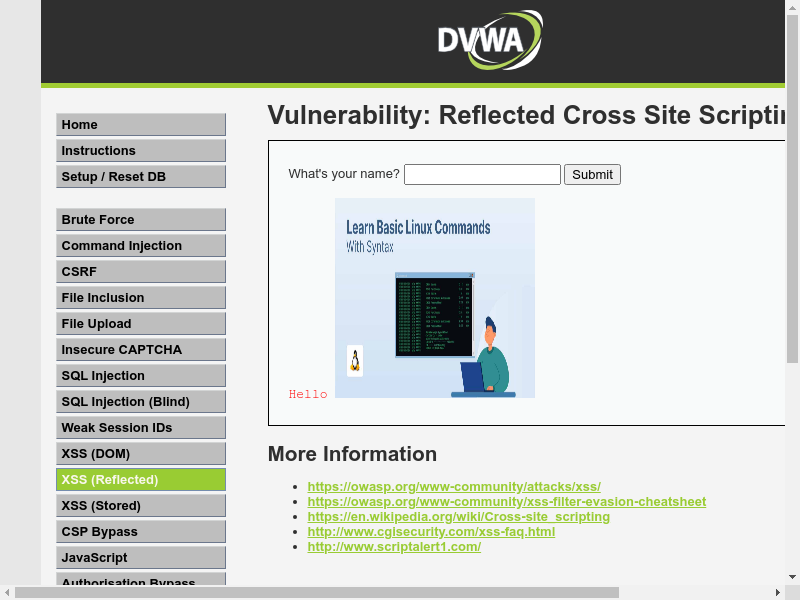 DVWA
Vulnerability: Reflected Cross Site Scriptin
Home
Instructions
Setup / Reset DB
Brute Force
Command Injection
CSRF
File Inclusion
File Upload
Insecure CAPTCHA
SQL Injection
SQL Injection (Blind)
Weak Session IDs
XSS (DOM)
XSS (Reflected)
XSS (Stored)
CSP Bypass
JavaScript
Authorisation Bypass
What's your name?
Submit
Learn Basic Linux Commands
With Syntax
Hello
More Information
https://owasp.org/www-community/attacks/xss/
https://owasp.org/www-community/xss-filter-evasion-cheatsheet
https://en.wikipedia.org/wiki/Cross-site_scripting
http://www.cgisecurity.com/xss-faq.html
http://www.scriptalert1.com/